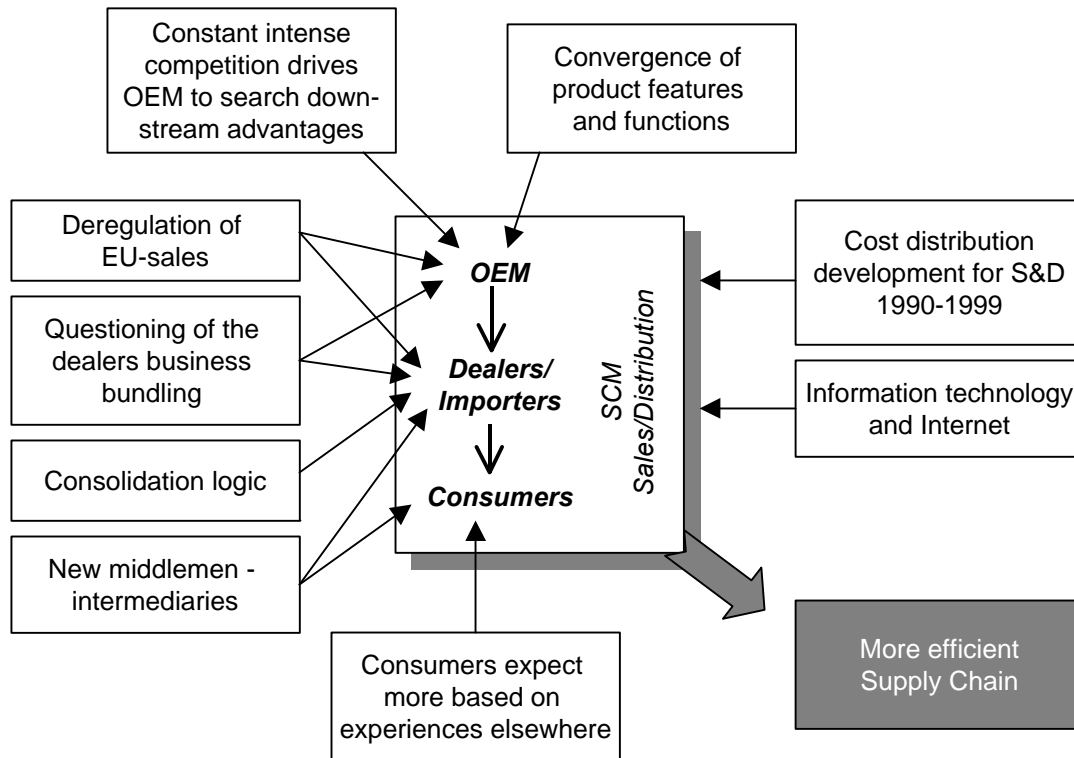 Constant intense
competition drives
OEM to search down-
stream advantages
Convergence of
product features
and functions
Deregulation of
EU-sales
Questioning of the
dealers business
bundling
Consolidation logic
New middlemen -
intermediaries
OEM
Dealers/
Importers
Consumers
SCM
Sales/Distribution
Cost distribution
development for S&D
1990-1999
Information technology
and Internet
Consumers expect
more based on
experiences elsewhere
More efficient
Supply Chain